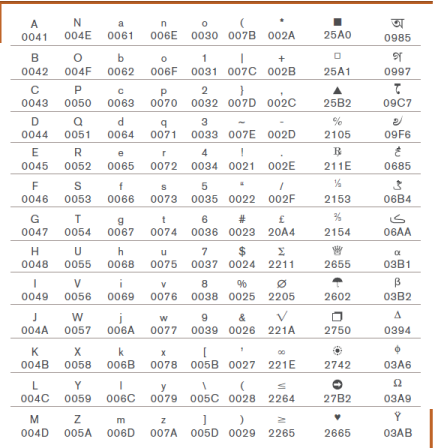 A N a n 0 { * ■ অ
0041 004E 0061 006E 0030 007B 002A 25A0 0985
B O b o 1 | + □ গ
0042 004F 0062 006F 0031 007C 002B 25A1 0997
C P c p 2 } , ▲ ে
0043 0050 0063 0070 0032 007D 002C 25B2 09C7
D Q d q 3 ~ - ℅ ৶
0044 0051 0064 0071 0033 007E 002D 2105 09F6
E R e r 4 ! . ℞ څ
0045 0052 0065 0072 0034 0021 002E 211E 0685
F S f s 5 “ / ⅓ ڴ
0046 0053 0066 0073 0035 0022 002F 2153 06B4
G T g t 6 # £ ⅔ ڪ
0047 0054 0067 0074 0036 0023 20A4 2154 06AA
H U h u 7 $ Σ ♕ α
0048 0055 0068 0075 0037 0024 2211 2655 03B1
I V i v 8 % Ø ☂ β
0049 0056 0069 0076 0038 0025 2205 2602 03B2
J W j w 9 & √ ❐ Δ
004A 0057 006A 0077 0039 0026 221A 2750 0394
K X k x [ ' ∞ ❂ φ
004B 0058 006B 0078 005B 0027 221E 2742 03A6
L Y l y \ ( ≤ ➲ Ω
004C 0059 006C 0079 005C 0028 2264 27B2 03A9
M Z m z ] ) ≥ ♥ Ϋ
004D 005A 006D 007A 005D 0029 2265 2665 03AB